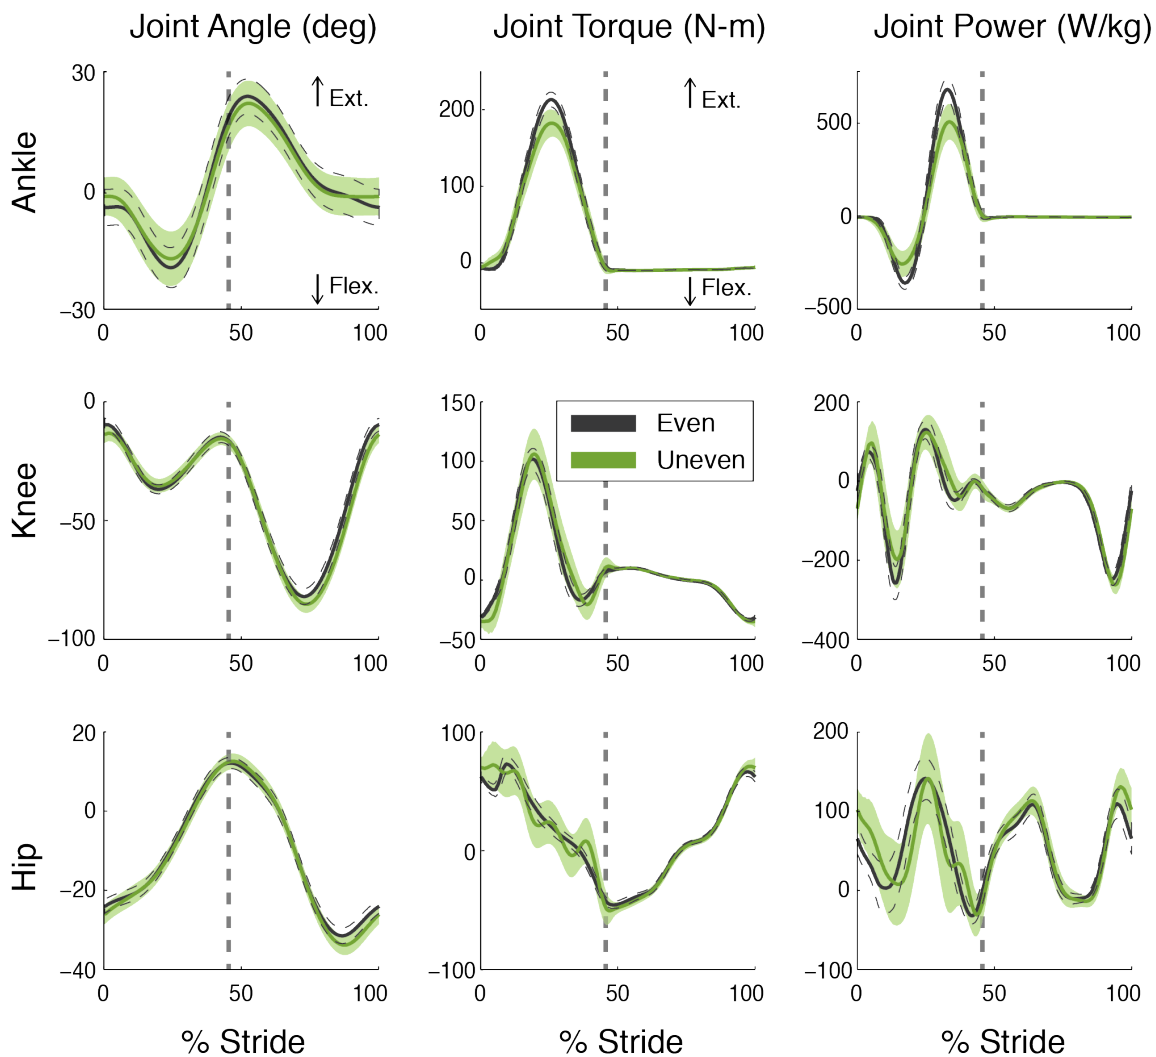 Joint Angle (deg) Joint Torque (N-m) Joint Power (W/kg)
Ankle
30
0
−30
0 50 100
Ext.
Flex.
200
100
0
0 50 100
Ext.
Flex.
500
0
−500
0 50 100
Knee
0
−50
−100
0 50 100
150
100
50
0
−50
0 50 100
Even
Uneven
200
0
−200
−400
0 50 100
Hip
20
0
−20
−40
0 50 100
100
0
−100
0 50 100
200
100
0
−100
0 50 100
% Stride % Stride % Stride